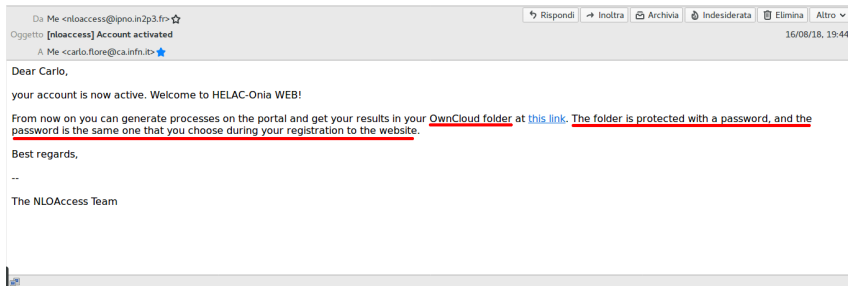 Da Me <nloaccess@ipno.in2p3.fr>
Rispondi Inoltra Archivia Indesiderata Elimina Altro
Oggetto [nloaccess] Account activated
16/08/18, 19:44
A Me <carlo.flore@ca.infn.it>
Dear Carlo,
your account is now active. Welcome to HELAC-Onia WEB!
From now on you can generate processes on the portal and get your results in your OwnCloud folder at this link. The folder is protected with a password, and the
password is the same one that you choose during your registration to the website.
Best regards,
--
The NLOAccess Team